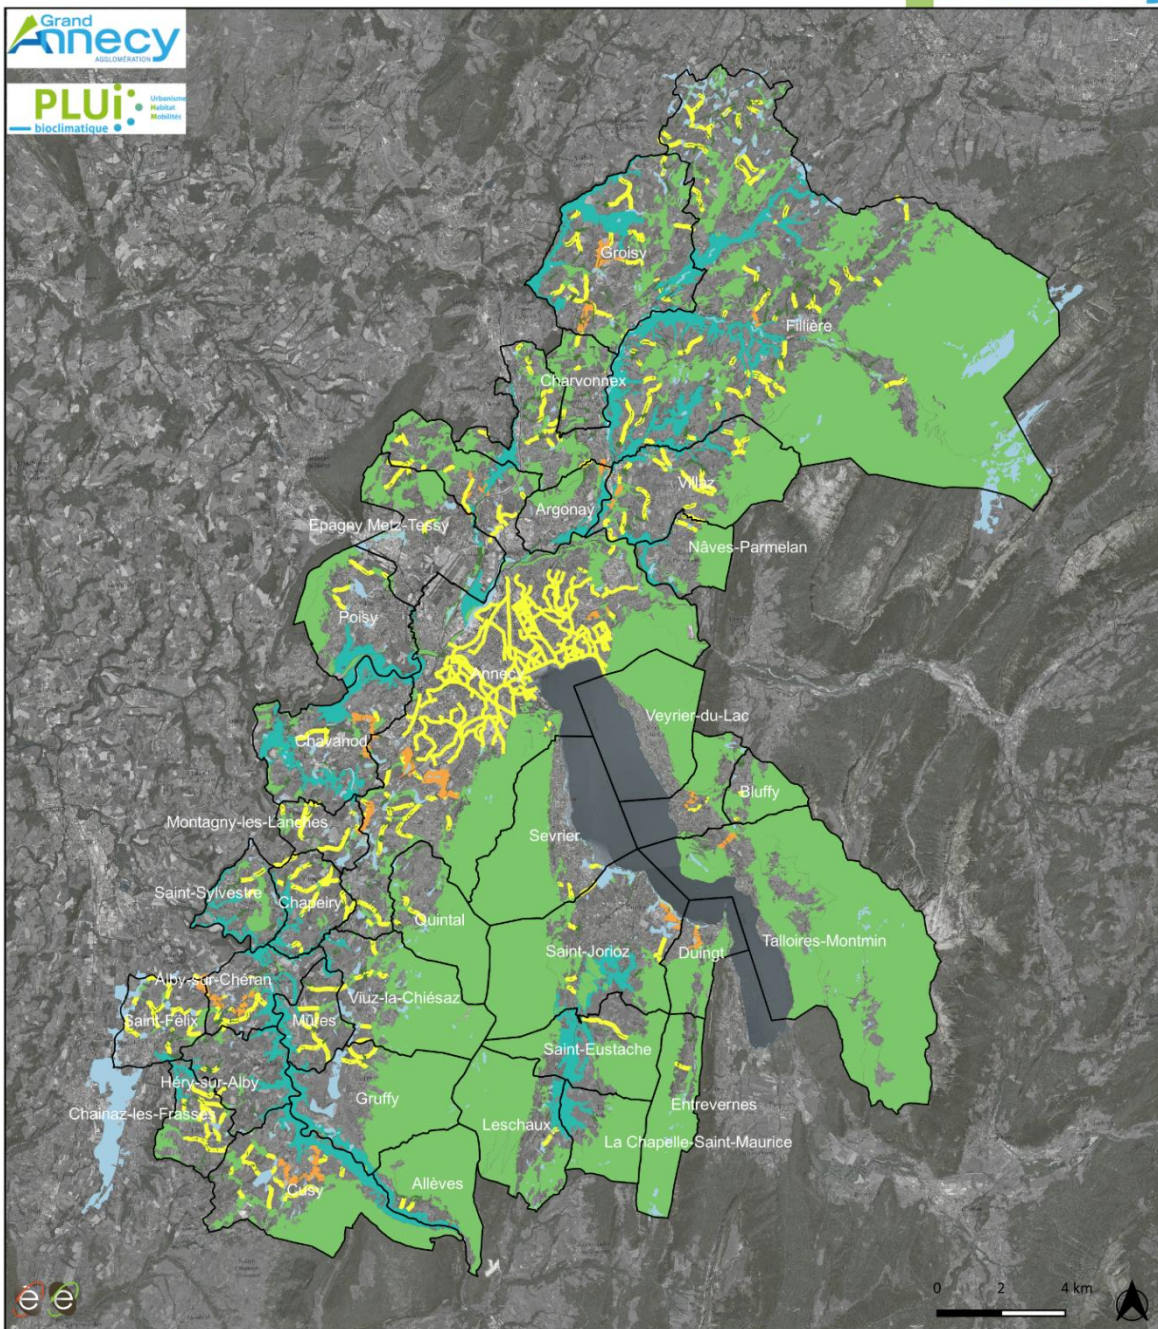 Grand
Annecy
AGGLOMÉRATION
PLUi
bioclimatique
Urbanisme
Habitat
Mobilités
Groisy
Fillière
Charvonnex
Villaz
Argonay
Epagny Metz-Tessy
Nâves-Parmelan
Poisy
Annecy
Veyrier-du-Lac
Chavanod
Bluffy
Montagny-les-Lanches
Sevrier
Saint-Sylvestre
Chapeiry
Quintal
Talloires-Montmin
Saint-Jorioz
Duingt
Alby-sur-Chéran
Viuz-la-Chiésaz
Saint-Félix
Mûres
Saint-Eustache
Héry-sur-Alby
Gruffy
Entrevernes
Chainaz-les-Frasses
Leschaux
La Chapelle-Saint-Maurice
Allèves
Cusy
0 2 4 km